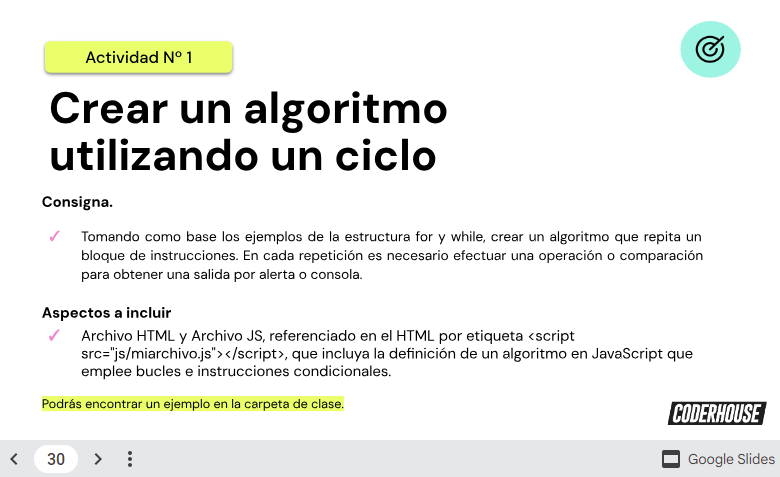 Actividad Nº 1
Crear un algoritmo
utilizando un ciclo
Consigna.
✓ Tomando como base los ejemplos de la estructura for y while, crear un algoritmo que repita un
bloque de instrucciones. En cada repetición es necesario efectuar una operación o comparación
para obtener una salida por alerta o consola.
Aspectos a incluir
✓ Archivo HTML y Archivo JS, referenciado en el HTML por etiqueta <script
src="js/miarchivo.js"></script>, que incluya la definición de un algoritmo en JavaScript que
emplee bucles e instrucciones condicionales.
Podrás encontrar un ejemplo en la carpeta de clase.
CODERHOUSE
30
Google Slides